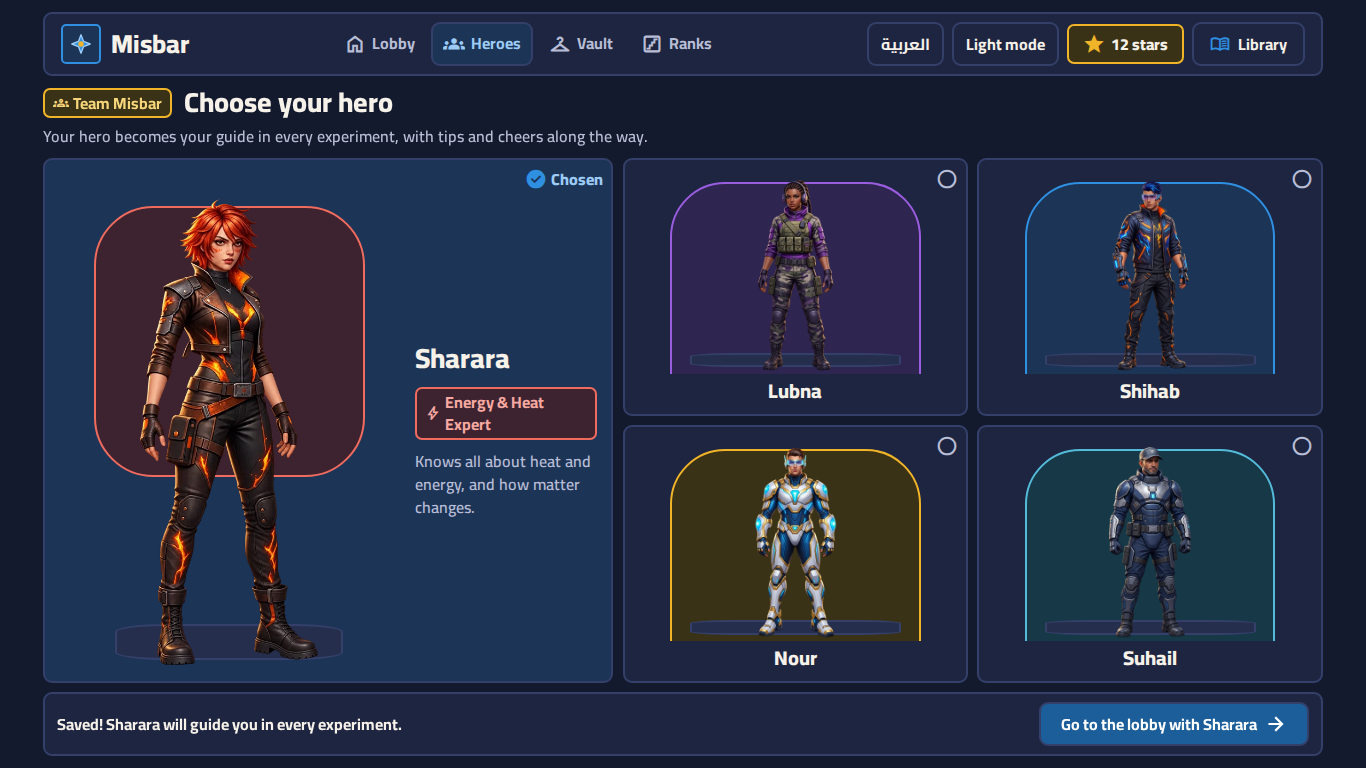 Misbar
Lobby
Heroes
Vault
Ranks
العربية
Light mode
12 stars
Library
Team Misbar
Choose your hero
Your hero becomes your guide in every experiment, with tips and cheers along the way.
Chosen
Sharara
Energy & Heat
Expert
Knows all about heat and
energy, and how matter
changes.
Lubna
Shihab
Nour
Suhail
Saved! Sharara will guide you in every experiment.
Go to the lobby with Sharara